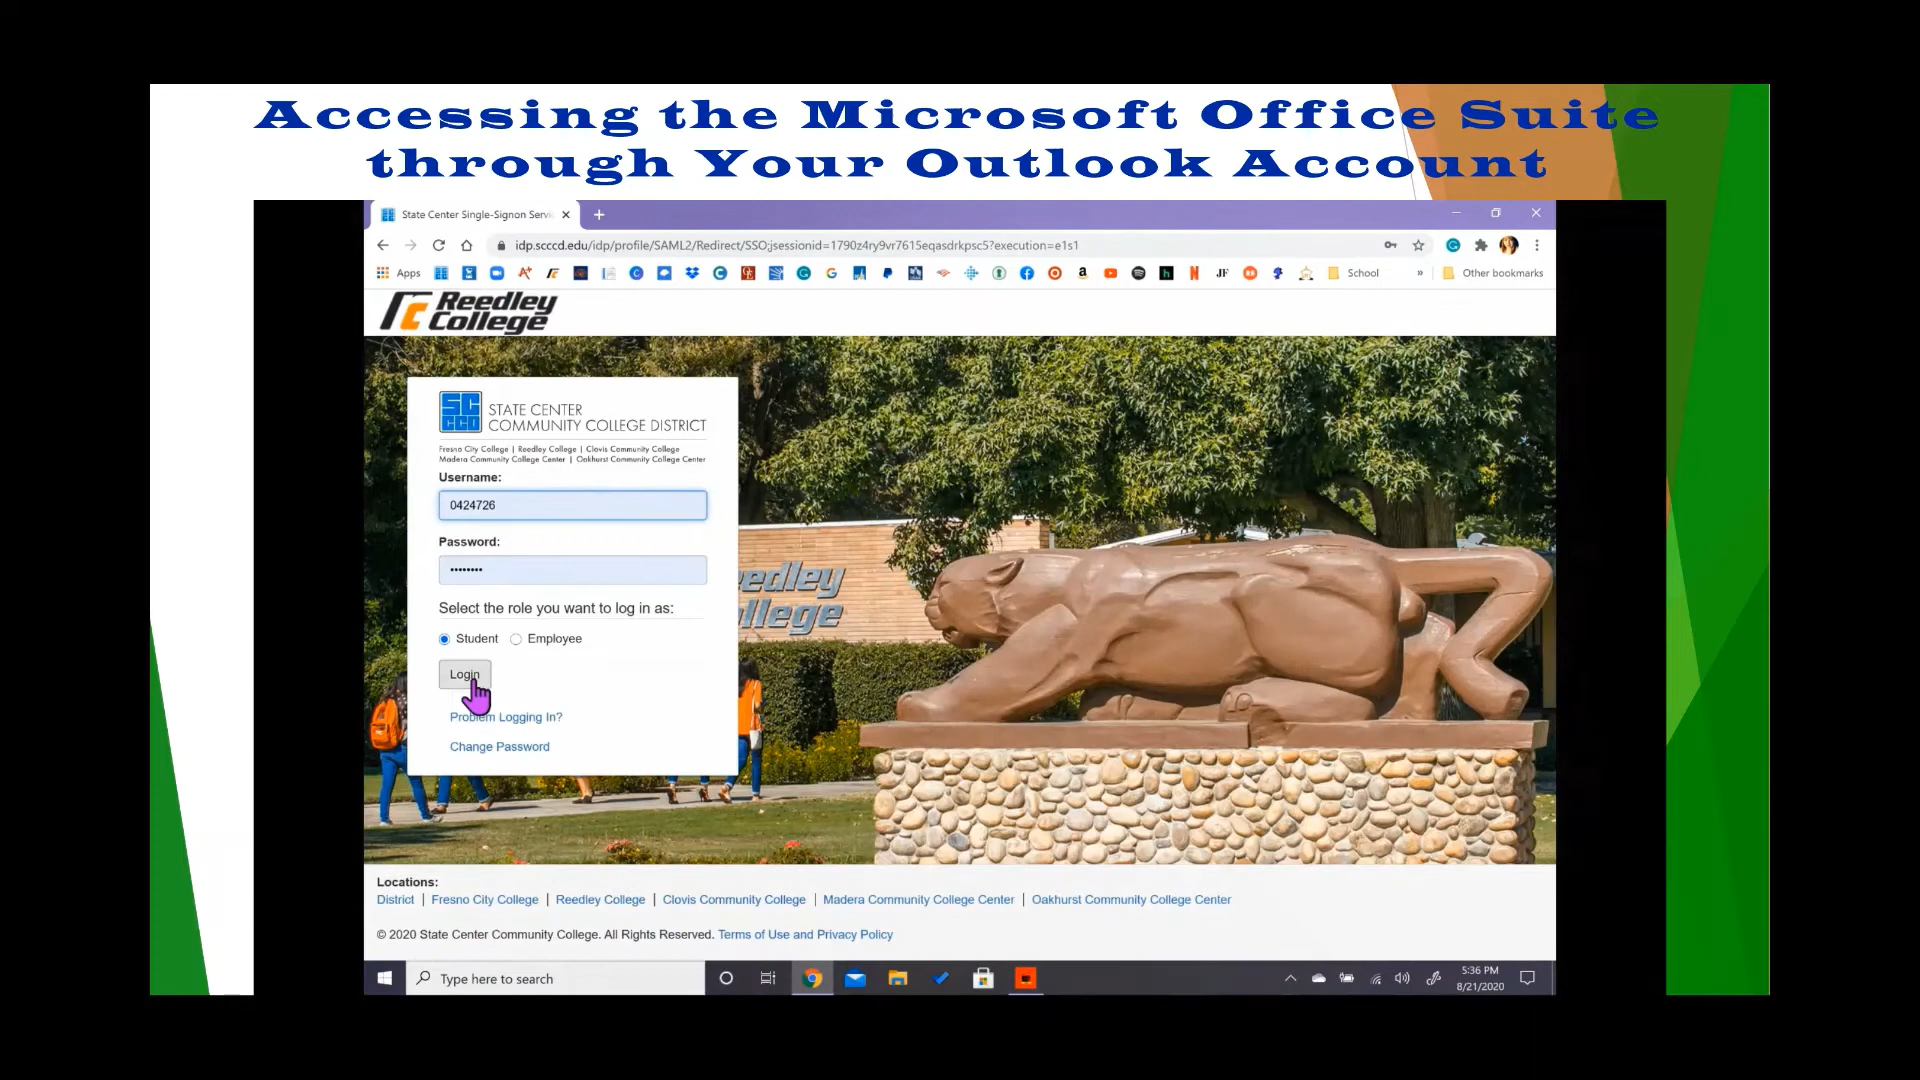 Accessing the Microsoft Office Suite
through Your Outlook Account
State Center Single-Signon Servi
idp.scccd.edu/idp/profile/SAML2/Redirect/SSO;jsessionid=1790z4ry9vr7615eqasdrkpsc5?execution=e1s1
Apps
School
» Other bookmarks
Reedley
College
SC
CCD
STATE CENTER
COMMUNITY COLLEGE DISTRICT
Fresno City College | Reedley College | Clovis Community College
Madera Community College Center | Oakhurst Community College Center
Username:
0424726
Password:
••••••••
Select the role you want to log in as:
Student Employee
Login
Problem Logging In?
Change Password
edley
llege
Locations:
District | Fresno City College | Reedley College | Clovis Community College | Madera Community College Center | Oakhurst Community College Center
© 2020 State Center Community College. All Rights Reserved. Terms of Use and Privacy Policy
Type here to search
5:36 PM
8/21/2020